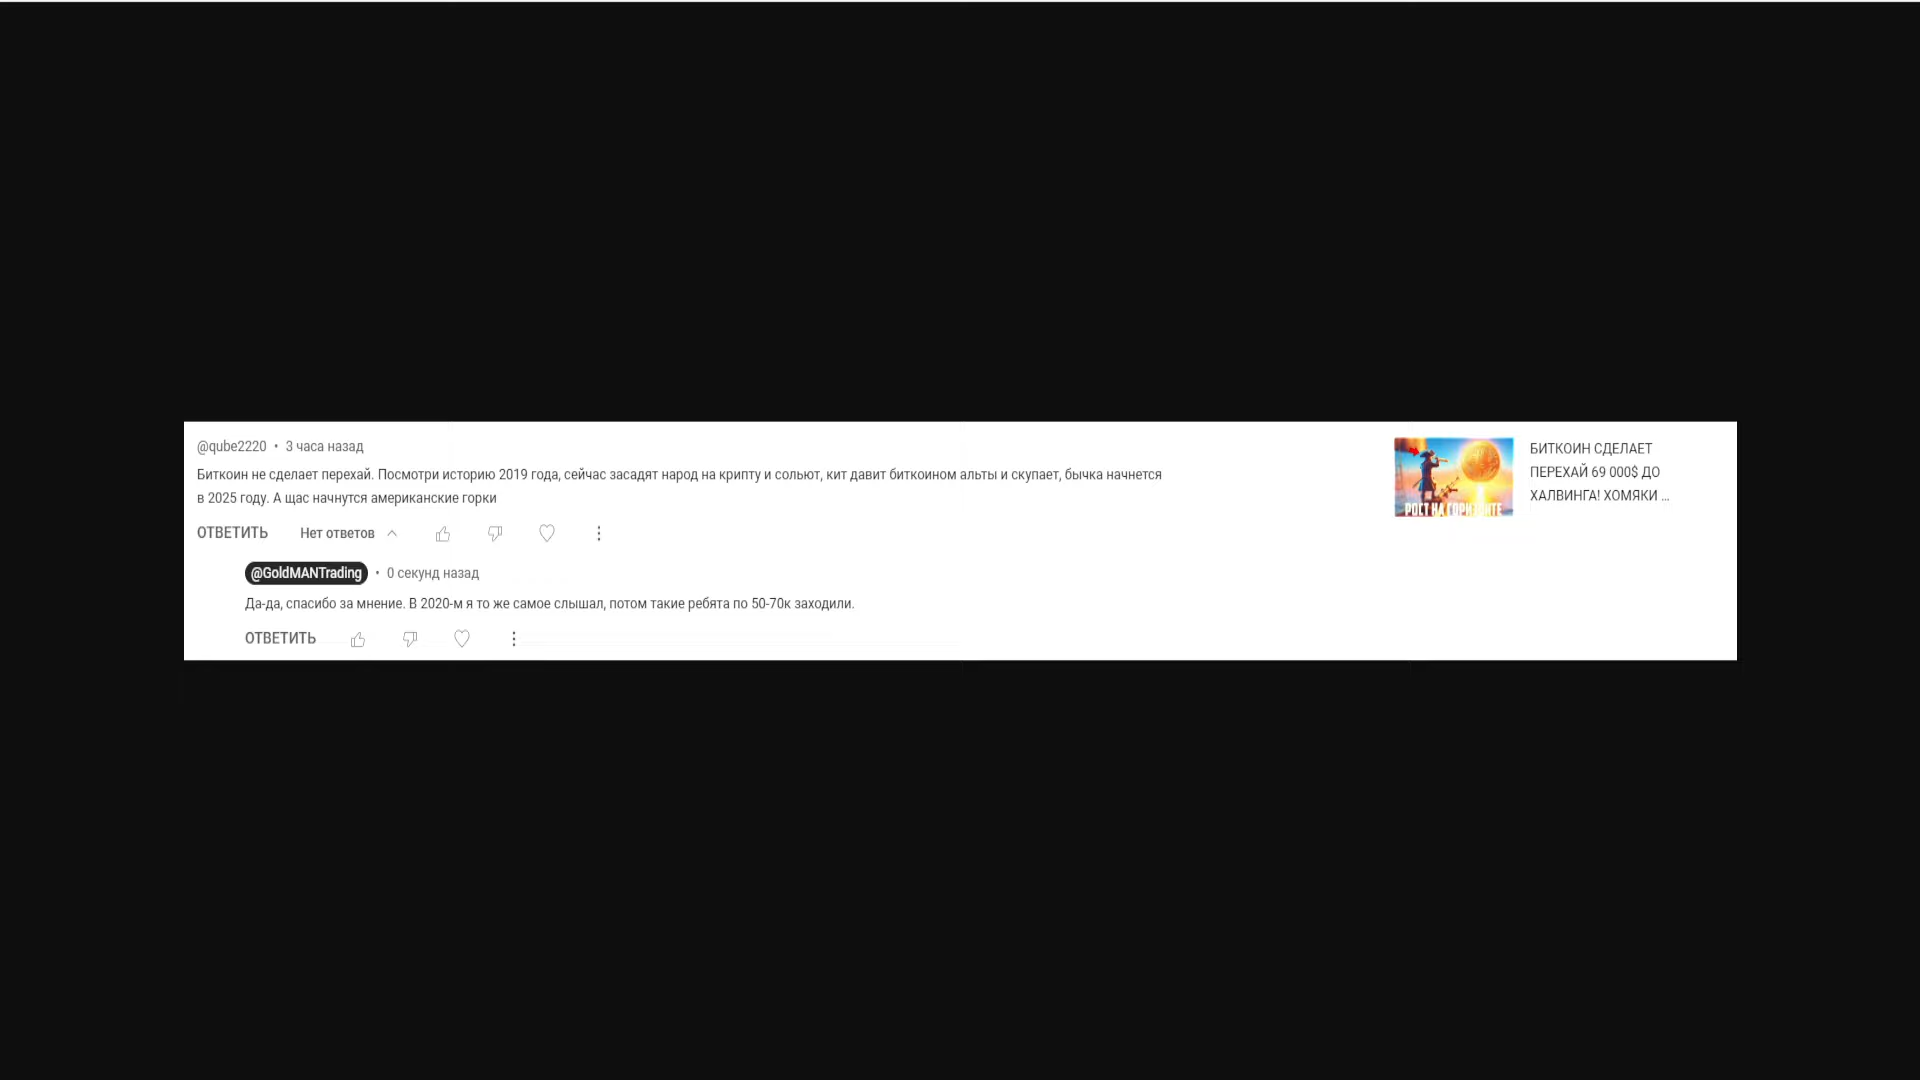 @qube2220 • 3 часа назад
Биткоин не сделает перехай. Посмотри историю 2019 года, сейчас засадят народ на крипту и сольют, кит давит биткоином альты и скупает, бычка начнется
в 2025 году. А щас начнутся американские горки
ОТВЕТИТЬ Нет ответов
@GoldMANTrading • 0 секунд назад
Да-да, спасибо за мнение. В 2020-м я то же самое слышал, потом такие ребята по 50-70к заходили.
ОТВЕТИТЬ
РОСТ НА ГОРИЗОНТЕ
БИТКОИН СДЕЛАЕТ
ПЕРЕХАЙ 69 000$ ДО
ХАЛВИНГА! ХОМЯКИ ...